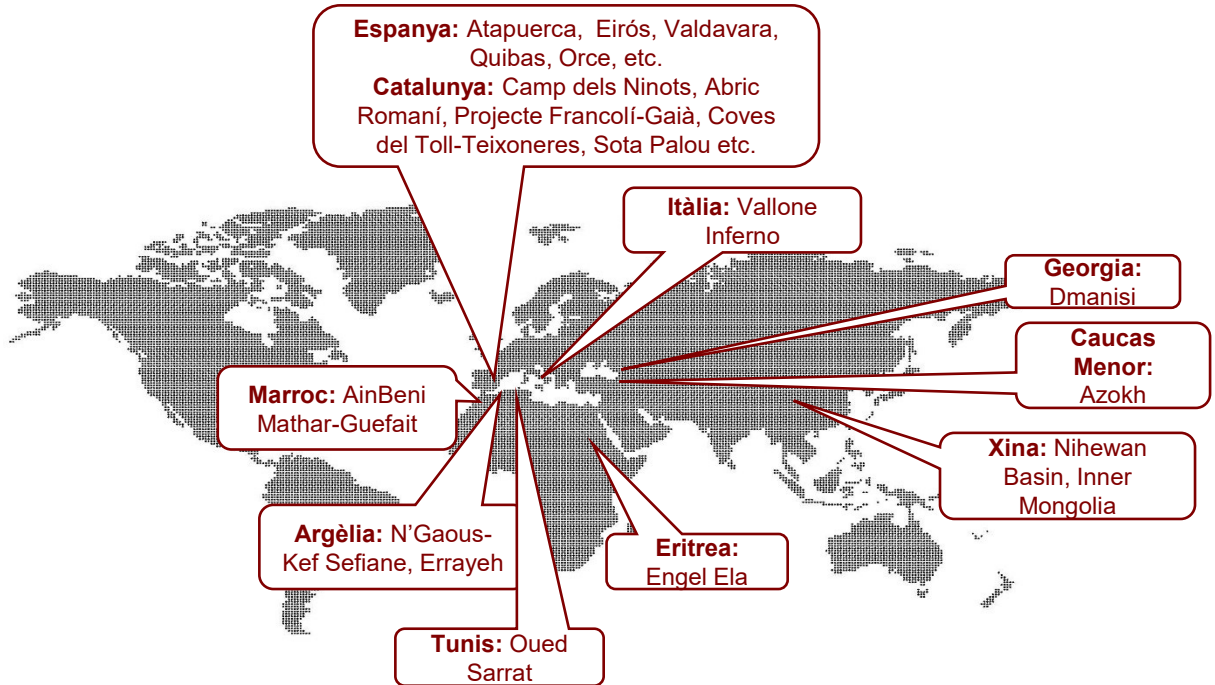 Espanya: Atapuerca, Eirós, Valdavara,
Quibas, Orce, etc.
Catalunya: Camp dels Ninots, Abric
Romaní, Projecte Francolí-Gaià, Coves
del Toll-Teixoneres, Sota Palou etc.
Itàlia: Vallone
Inferno
Georgia:
Dmanisi
Caucas
Menor:
Azokh
Marroc: AinBeni
Mathar-Guefait
Xina: Nihewan
Basin, Inner
Mongolia
Argèlia: N’Gaous-
Kef Sefiane, Errayeh
Eritrea:
Engel Ela
Tunis: Oued
Sarrat